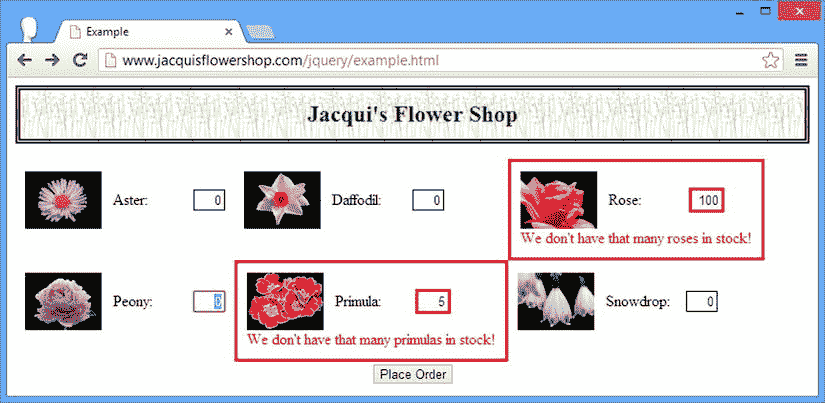 Example
www.jacquisflowershop.com/jquery/example.html
Jacqui's Flower Shop
Aster: 0
Daffodil: 0
Rose: 100
We don't have that many roses in stock!
Peony: 0
Primula: 5
We don't have that many primulas in stock!
Snowdrop: 0
Place Order